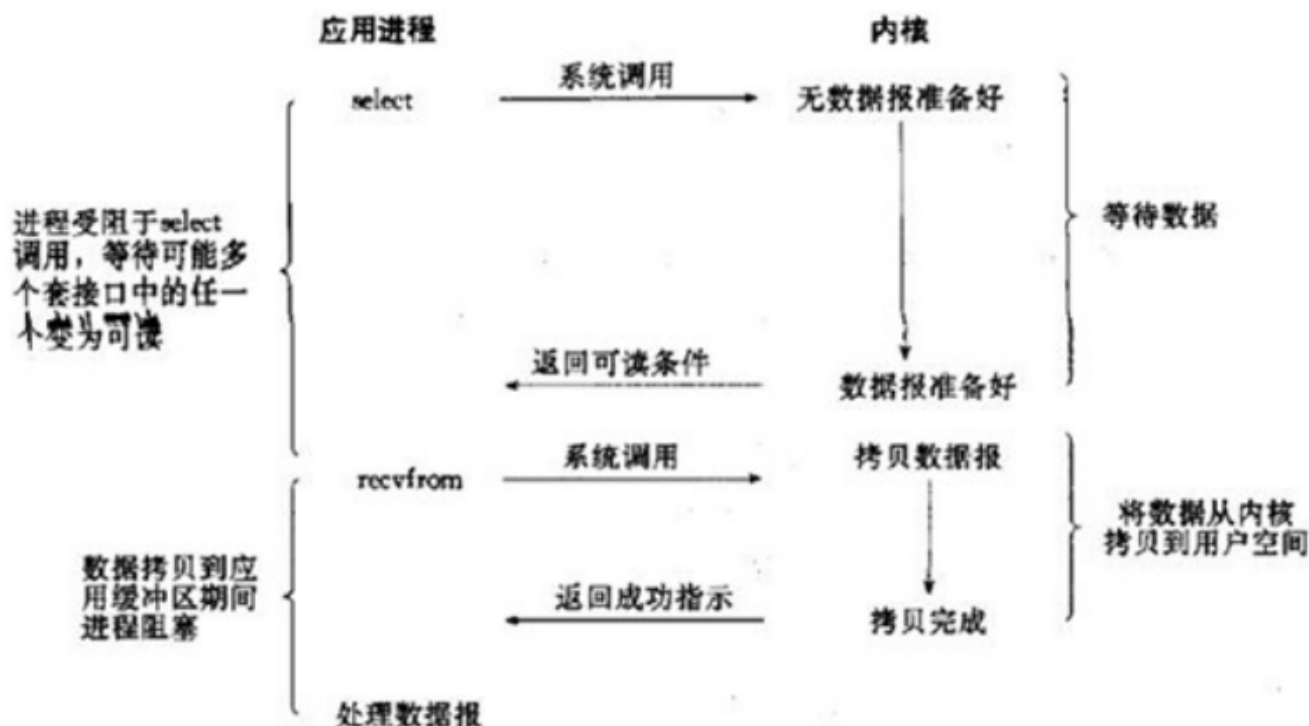 应用进程
内核
系统调用
select
无数据报准备好
进程受阻于select
调用，等待可能多
个套接口中的任一
个变为可读
等待数据
返回可读条件
数据报准备好
系统调用
recvfrom
拷贝数据报
将数据从内核
拷贝到用户空间
数据拷贝到应
用缓冲区期间
进程阻塞
返回成功指示
拷贝完成
处理数据报